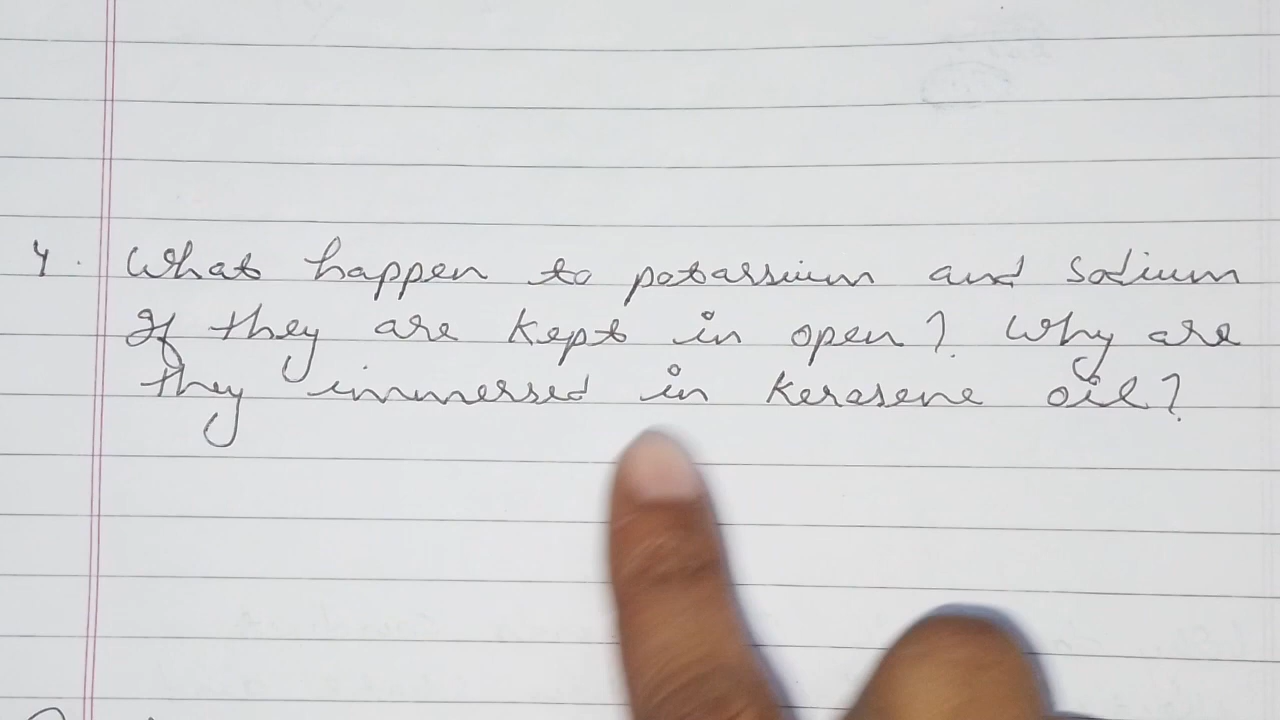 4. What happen to potassium and sodium
If they are kept in open? Why are
they immersed in kerosene oil?